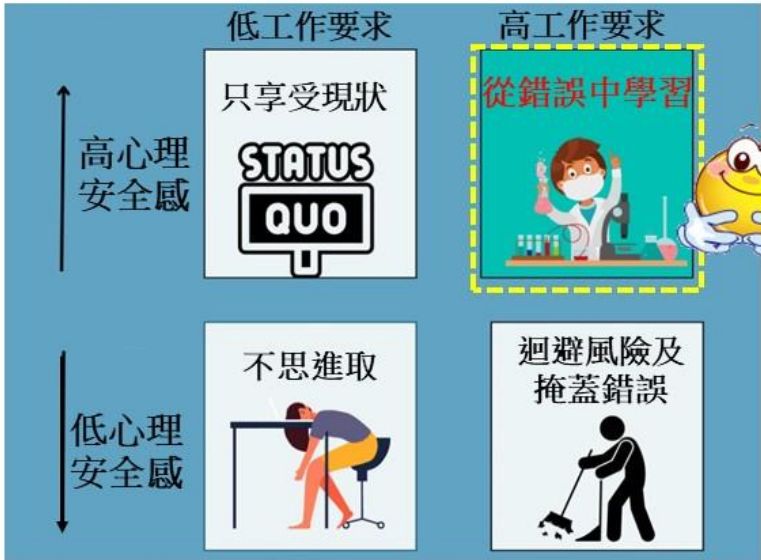 低工作要求
高工作要求
高心理
安全感
只享受現狀
STATUS
QUO
從錯誤中學習
低心理
安全感
不思進取
迴避風險及
掩蓋錯誤